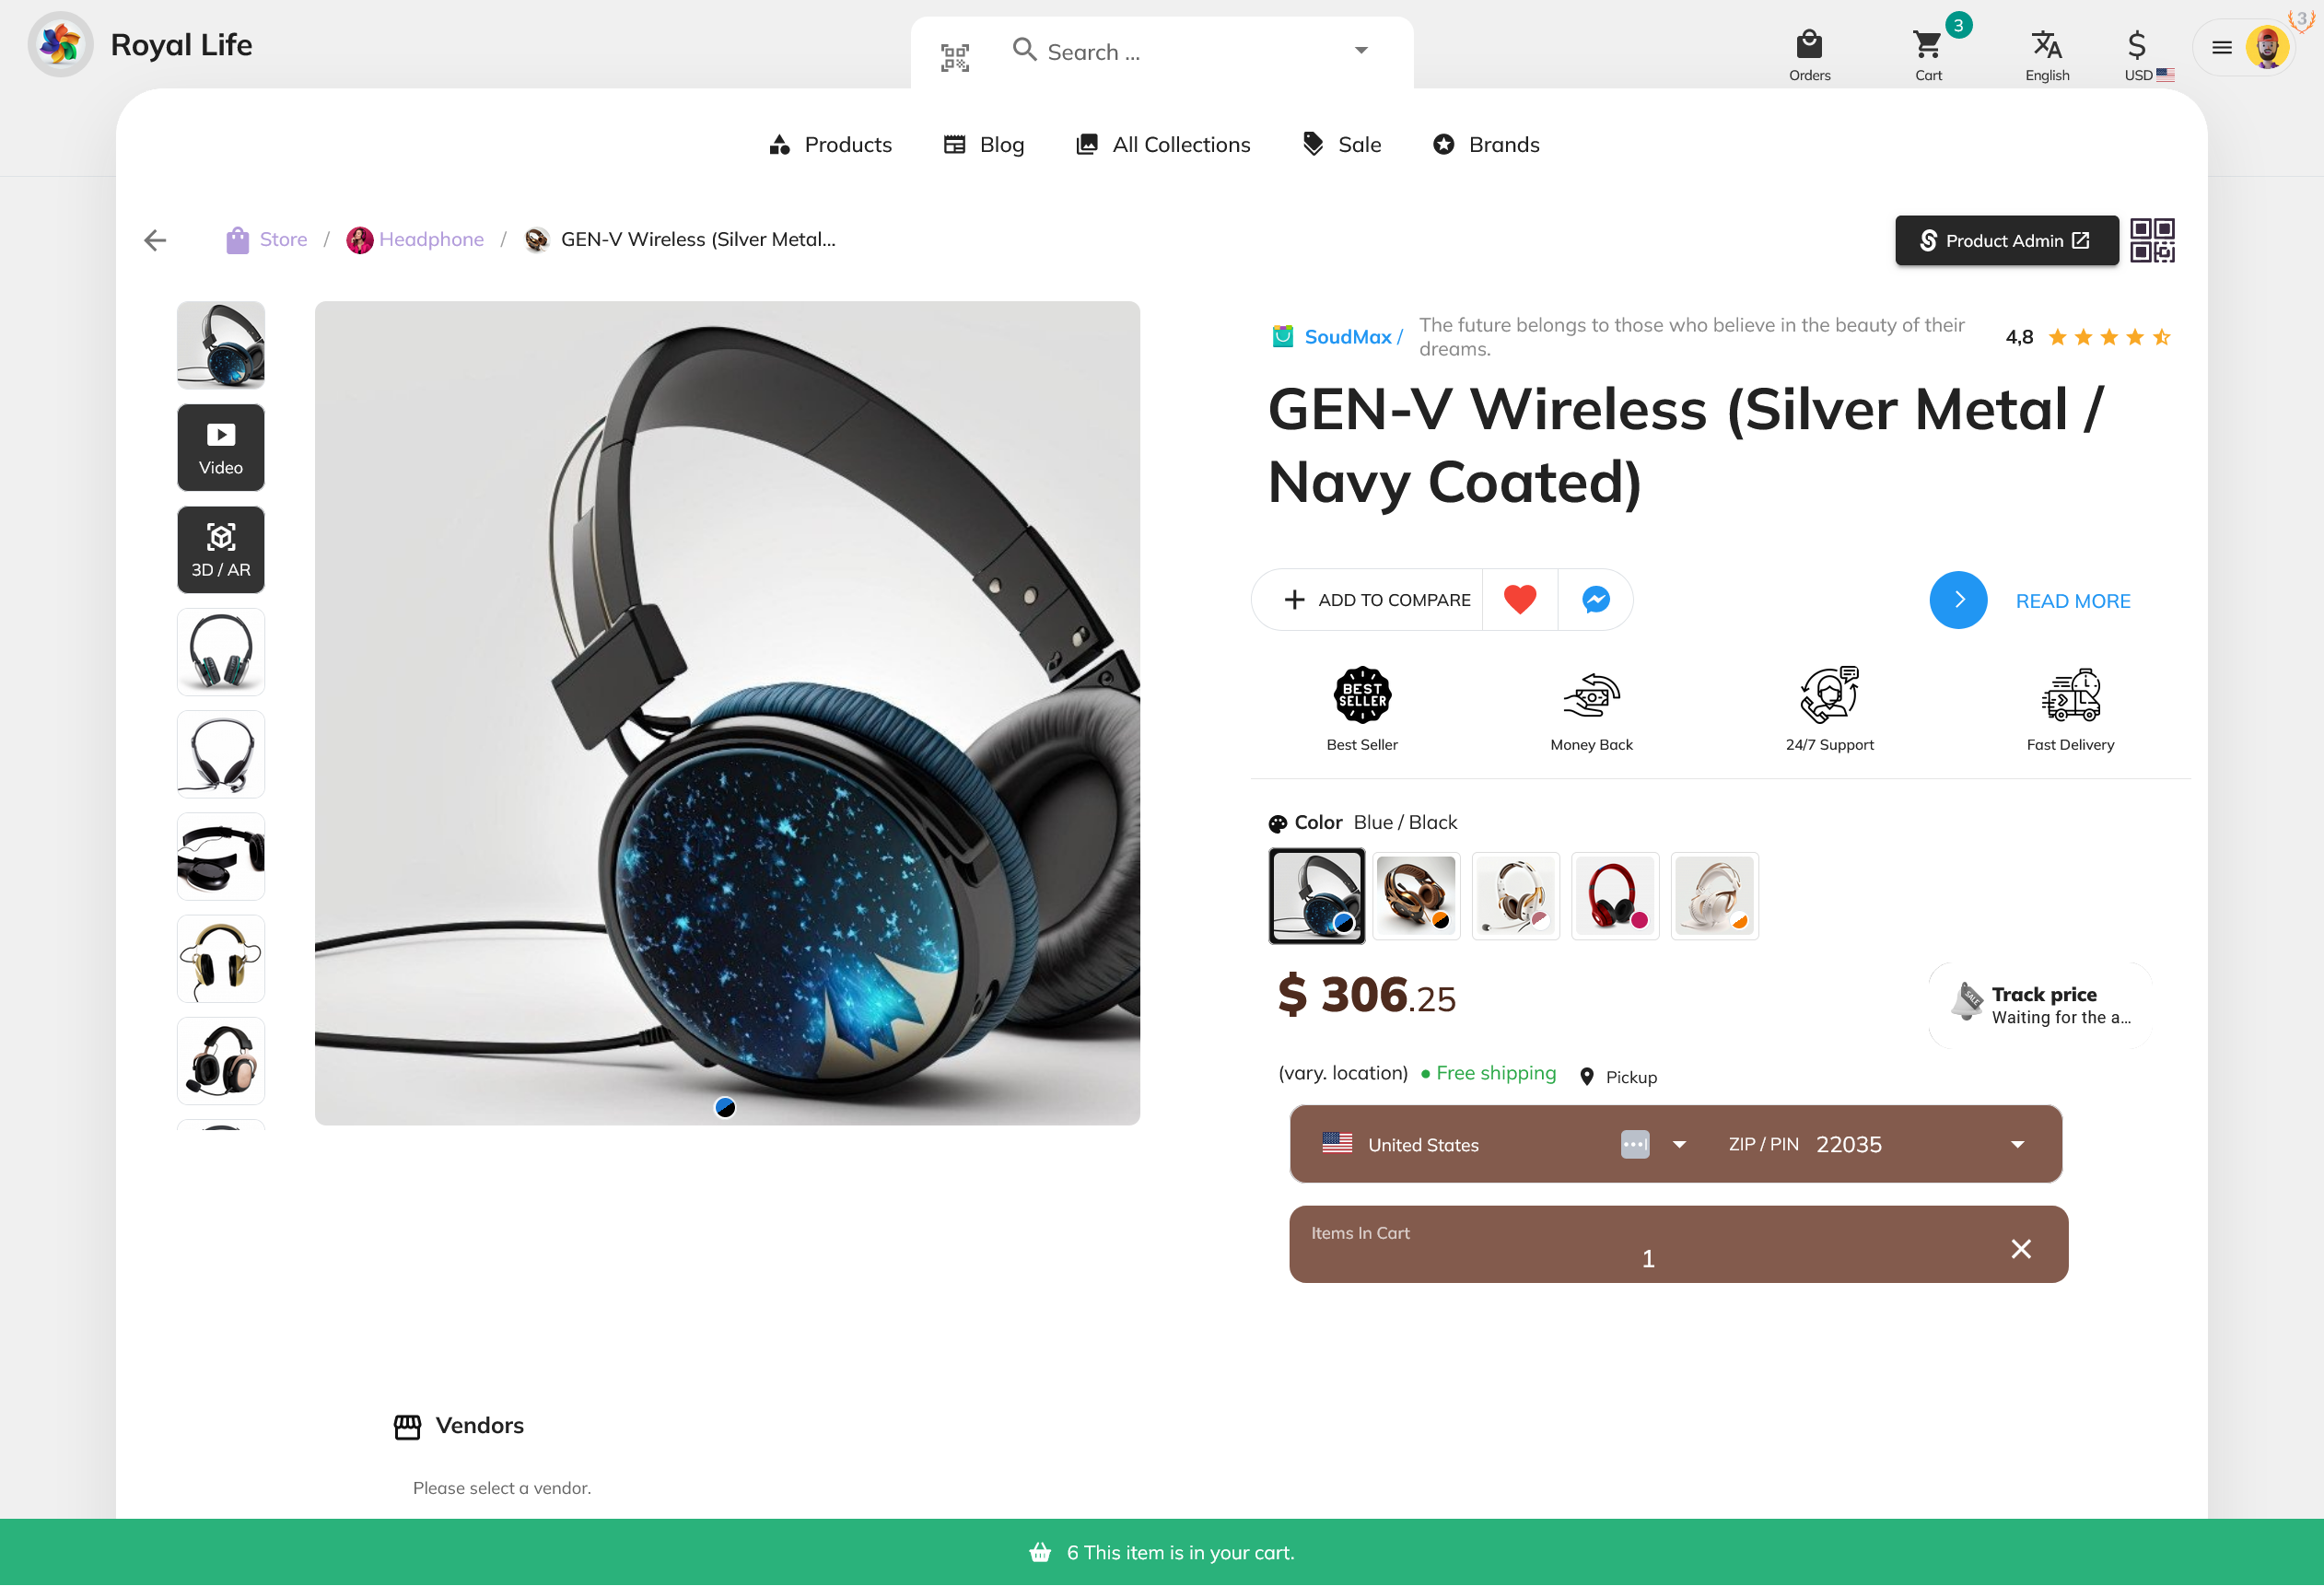 Royal Life
Search ...
Orders
3
Cart
English
USD
3
Products
Blog
All Collections
Sale
Brands
Store / Headphone / GEN-V Wireless (Silver Metal...
Product Admin
Video
3D / AR
SoudMax /
The future belongs to those who believe in the beauty of their
dreams.
4,8
GEN-V Wireless (Silver Metal /
Navy Coated)
ADD TO COMPARE
READ MORE
BEST
SELLER
Best Seller
Money Back
24/7 Support
Fast Delivery
Color Blue / Black
$ 306.25
SALE
Track price
Waiting for the a...
(vary. location) • Free shipping
Pickup
United States
ZIP / PIN 22035
Items In Cart
1
Vendors
Please select a vendor.
6 This item is in your cart.